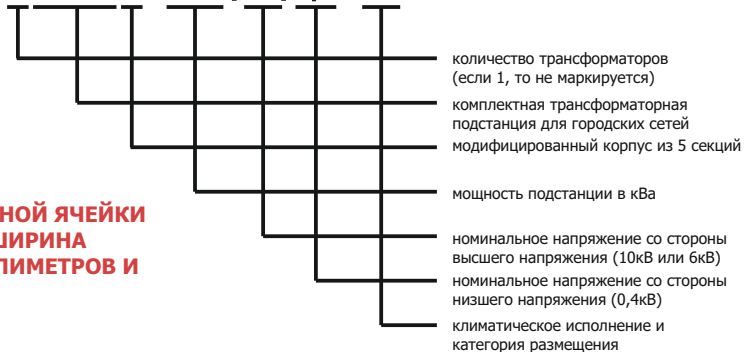 количество трансформаторов
(если 1, то не маркируется)
комплектная трансформаторная
подстанция для городских сетей
модифицированный корпус из 5 секций
мощность подстанции в кВа
НОЙ ЯЧЕЙКИ
ШИРИНА
ЛИМЕТРОВ И
номинальное напряжение со стороны
высшего напряжения (10кВ или 6кВ)
номинальное напряжение со стороны
низшего напряжения (0,4кВ)
климатическое исполнение и
категория размещения